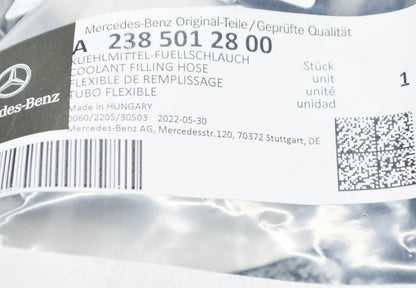 Mercedes-Benz Original-Teile/Geprüfte Qualität
A 238 501 28 00
KUEHLMITTEL-FUELLSCHLAUCH
COOLANT FILLING HOSE
FLEXIBLE DE REMPLISSAGE
TUBO FLEXIBLE
Stück
unit
unité
unidad
1
Made in HUNGARY
0060/2205/30503 2022-05-30
Mercedes-Benz AG, Mercedesstr.120, 70372 Stuttgart, DE
des-Benz